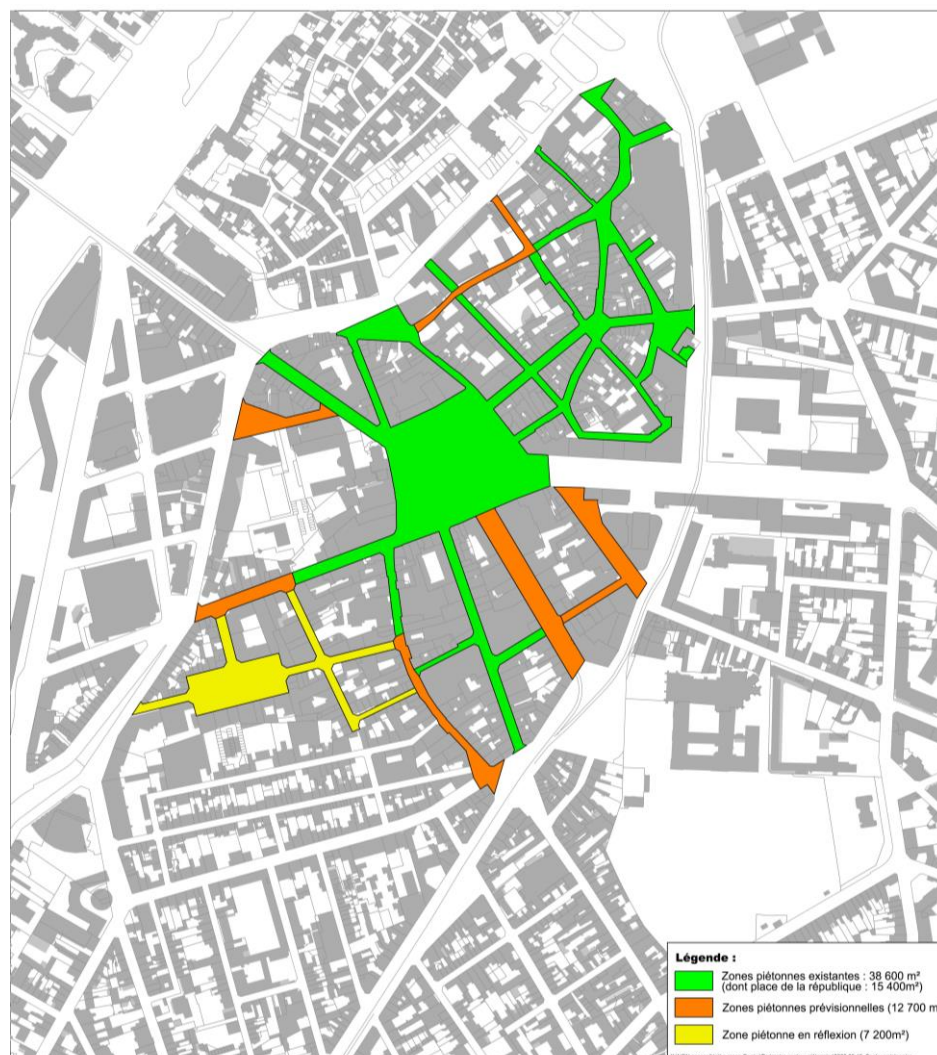 Légende :
Zones piétonnes existantes : 38 600 m²
(dont place de la république : 15 400m²)
Zones piétonnes prévisionnelles (12 700 m
Zone piétonne en réflexion (7 200m²)